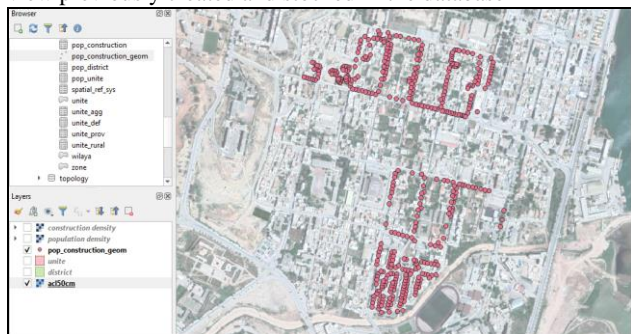 Browser
pop_construction
pop_construction_geom
pop_district
pop_unite
spatial_ref_sys
unite
unite_agg
unite_def
unite_prov
unite_rural
wilaya
zone
topology
Layers
construction density
population density
pop_construction_geom
unite
district
acl50cm